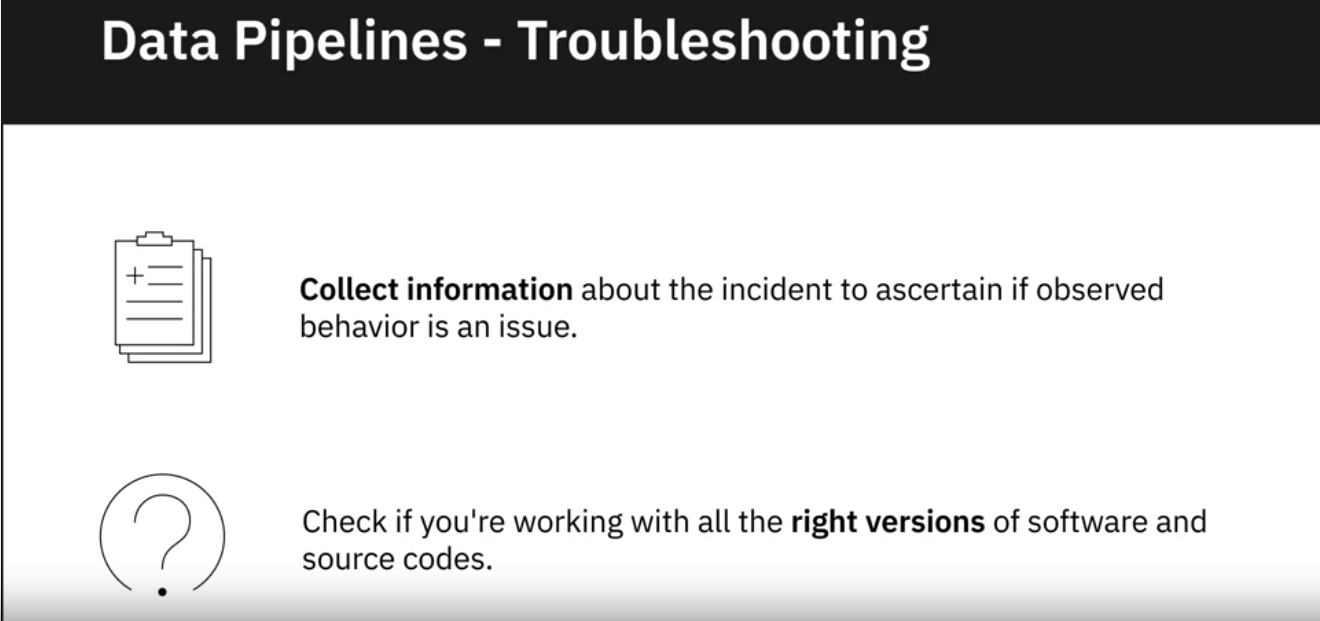 Data Pipelines - Troubleshooting
Collect information about the incident to ascertain if observed
behavior is an issue.
Check if you're working with all the right versions of software and
source codes.